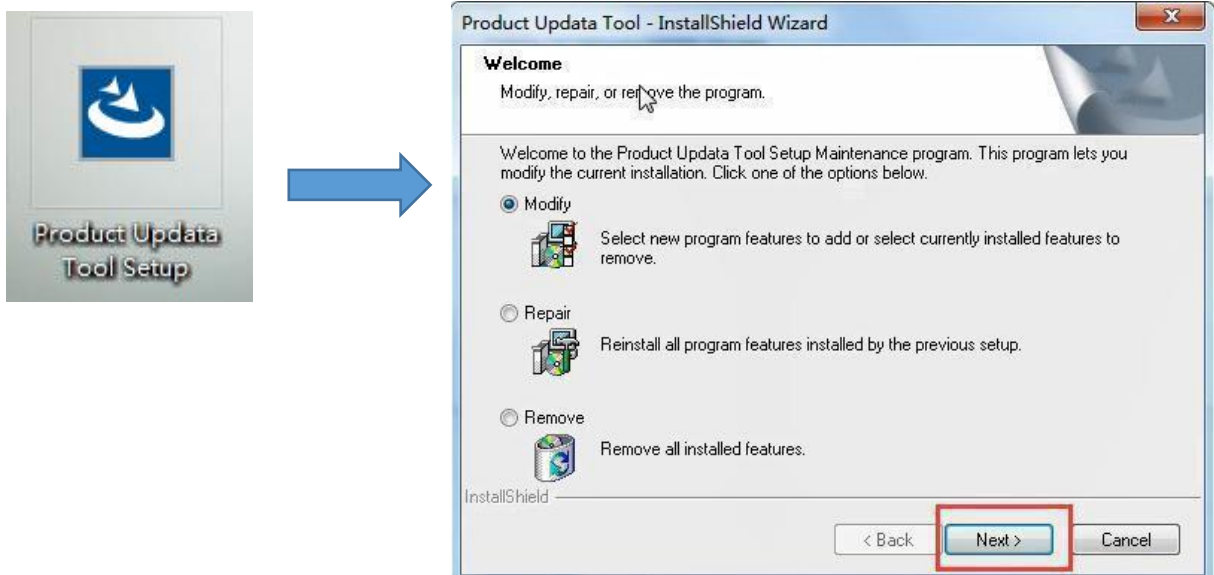 Product Updata
Tool Setup
Product Updata Tool - InstallShield Wizard
Welcome
Modify, repair, or remove the program.
Welcome to the Product Updata Tool Setup Maintenance program. This program lets you
modify the current installation. Click one of the options below.
Modify
Select new program features to add or select currently installed features to
remove.
Repair
Reinstall all program features installed by the previous setup.
Remove
Remove all installed features.
InstallShield
< Back
Next >
Cancel